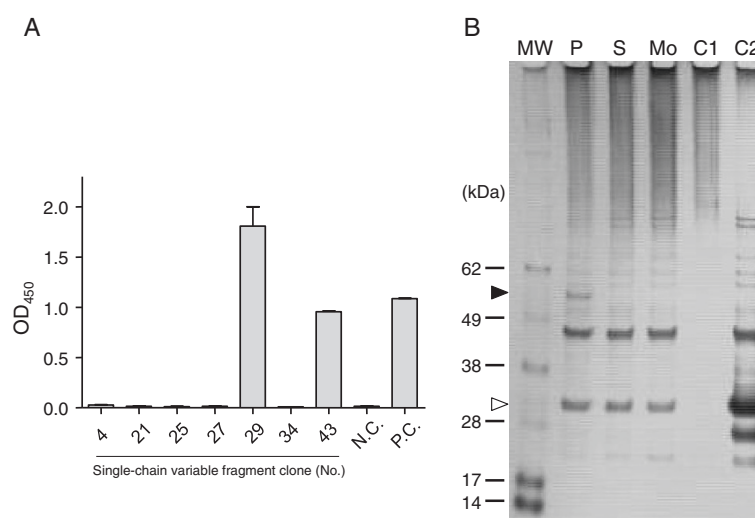 A
OD450
2.0
1.5
1.0
0.5
0.0
4 21 25 27 29 34 43 N.C. P.C.
Single-chain variable fragment clone (No.)
B
MW P S Mo C1 C2
(kDa)
62
49
38
28
17
14